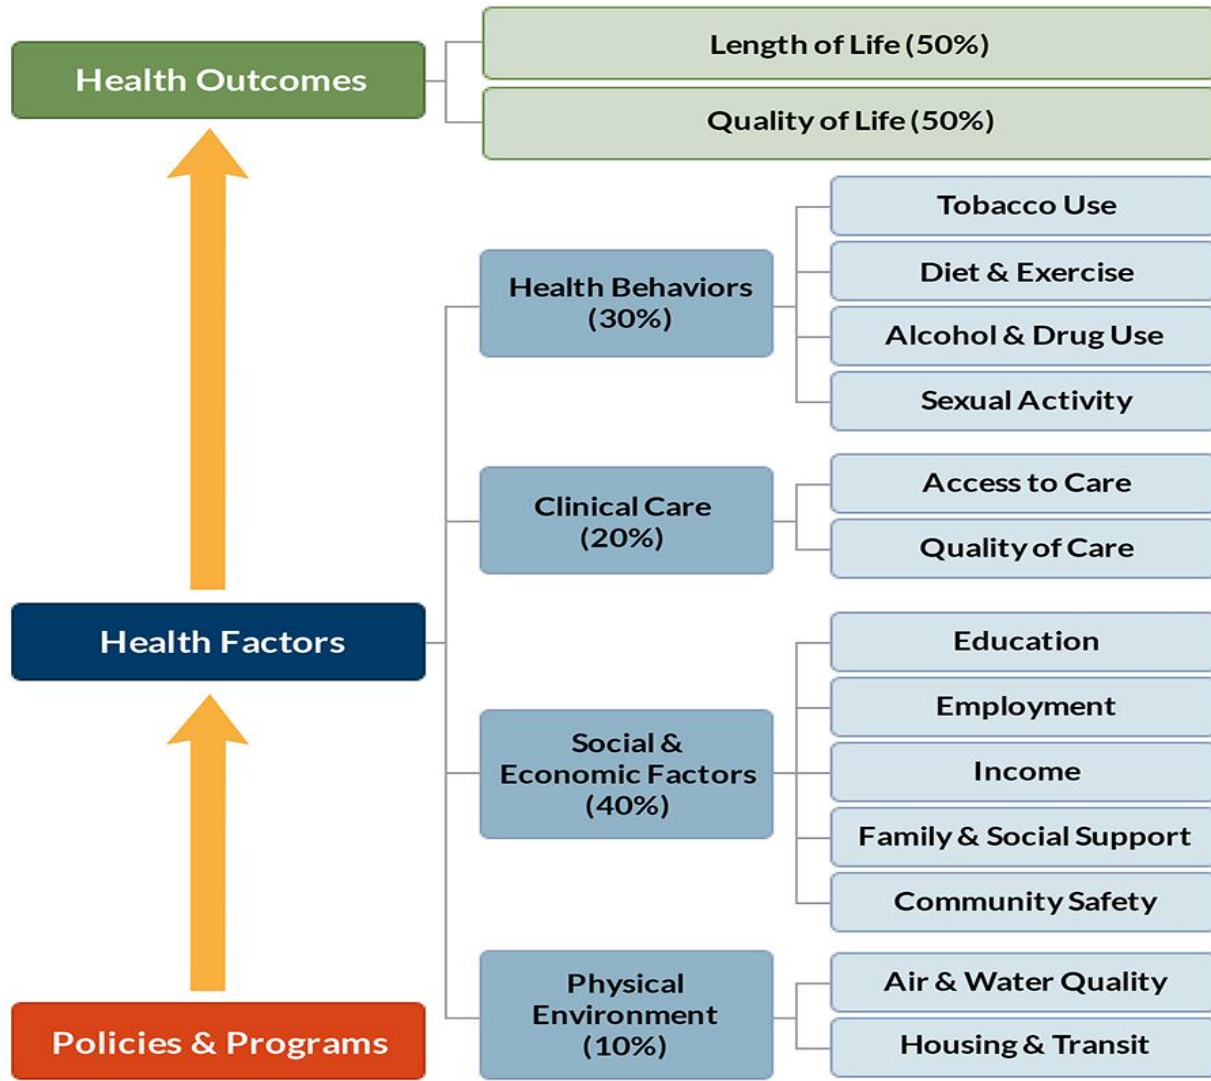 Health Outcomes
Length of Life (50%)
Quality of Life (50%)
Health Factors
Health Behaviors
(30%)
Tobacco Use
Diet & Exercise
Alcohol & Drug Use
Sexual Activity
Clinical Care
(20%)
Access to Care
Quality of Care
Social &
Economic Factors
(40%)
Education
Employment
Income
Family & Social Support
Community Safety
Physical
Environment
(10%)
Air & Water Quality
Housing & Transit
Policies & Programs